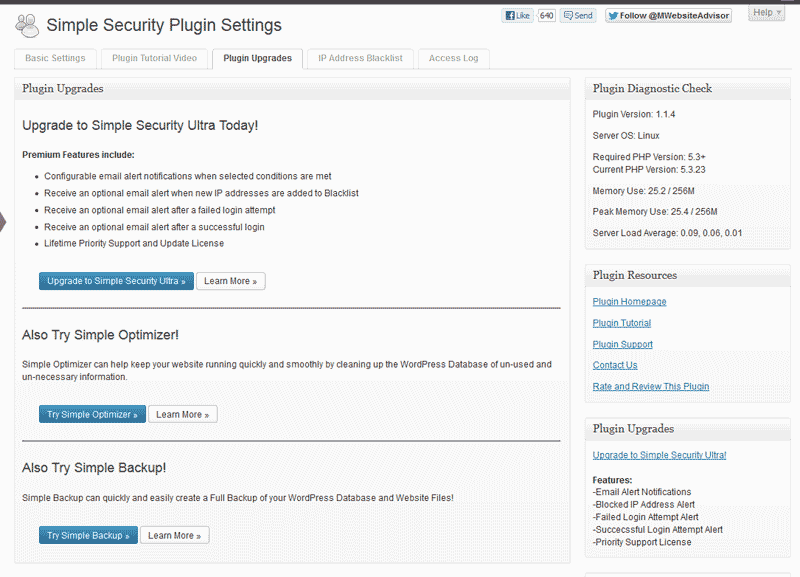 Simple Security Plugin Settings
Like 640 Send Follow @MWebsiteAdvisor Help
Basic Settings Plugin Tutorial Video Plugin Upgrades IP Address Blacklist Access Log
Plugin Upgrades
Upgrade to Simple Security Ultra Today!
Premium Features include:
Configurable email alert notifications when selected conditions are met
Receive an optional email alert when new IP addresses are added to Blacklist
Receive an optional email alert after a failed login attempt
Receive an optional email alert after a successful login
Lifetime Priority Support and Update License
Upgrade to Simple Security Ultra » Learn More »
Also Try Simple Optimizer!
Simple Optimizer can help keep your website running quickly and smoothly by cleaning up the WordPress Database of un-used and
un-necessary information.
Try Simple Optimizer » Learn More »
Also Try Simple Backup!
Simple Backup can quickly and easily create a Full Backup of your WordPress Database and Website Files!
Try Simple Backup » Learn More »
Plugin Diagnostic Check
Plugin Version: 1.1.4
Server OS: Linux
Required PHP Version: 5.3+
Current PHP Version: 5.3.23
Memory Use: 25.2 / 256M
Peak Memory Use: 25.4 / 256M
Server Load Average: 0.09, 0.06, 0.01
Plugin Resources
Plugin Homepage
Plugin Tutorial
Plugin Support
Contact Us
Rate and Review This Plugin
Plugin Upgrades
Upgrade to Simple Security Ultra!
Features:
-Email Alert Notifications
-Blocked IP Address Alert
-Failed Login Attempt Alert
-Succecssful Login Attempt Alert
-Priority Support License